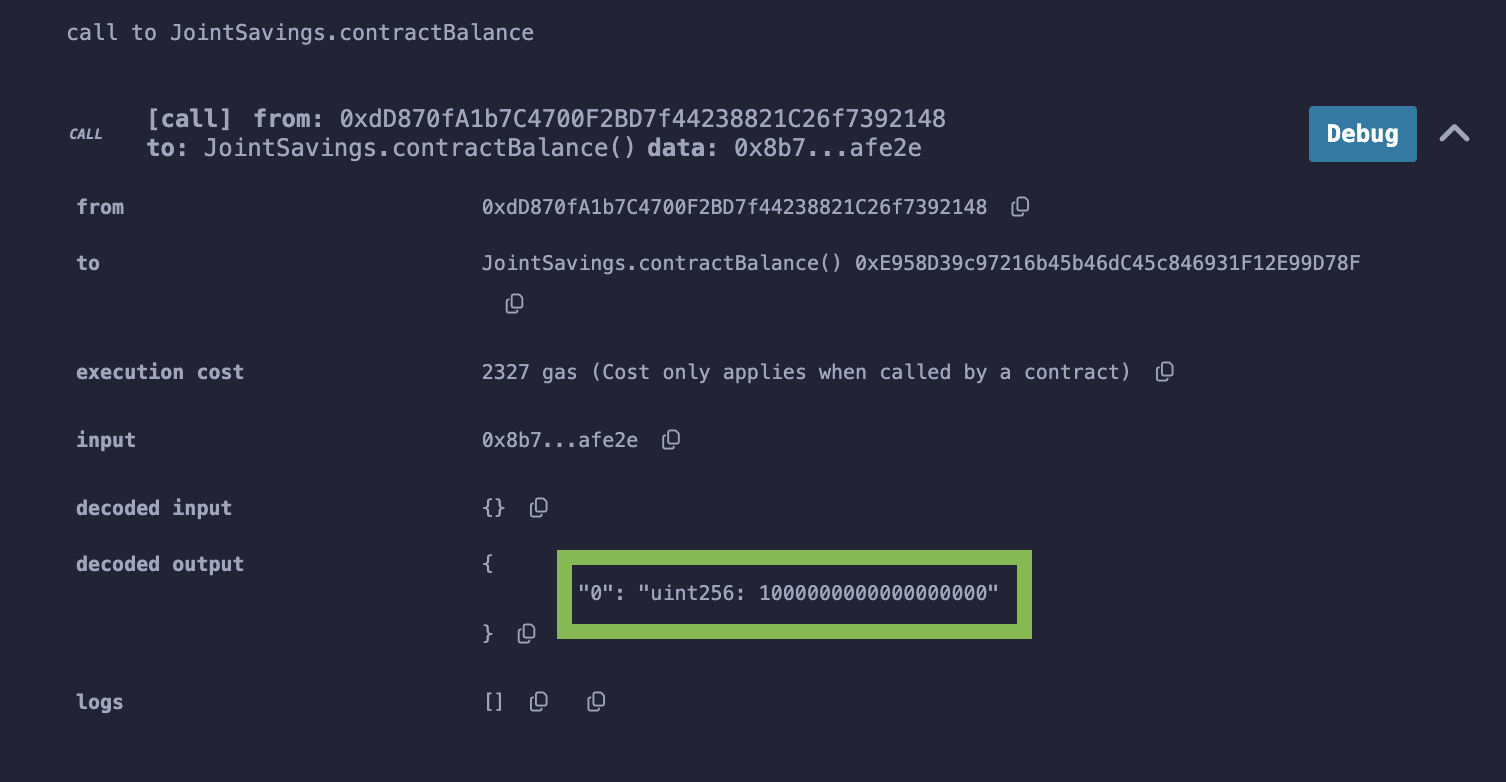 call to JointSavings.contractBalance
CALL
[call] from: 0xdD870fA1b7C4700F2BD7f44238821C26f7392148
to: JointSavings.contractBalance() data: 0x8b7...afe2e
Debug
from 0xdD870fA1b7C4700F2BD7f44238821C26f7392148
to JointSavings.contractBalance() 0xE958D39c97216b45b46dC45c846931F12E99D78F
execution cost 2327 gas (Cost only applies when called by a contract)
input 0x8b7...afe2e
decoded input {}
decoded output {
"0": "uint256: 1000000000000000000"
}
logs []